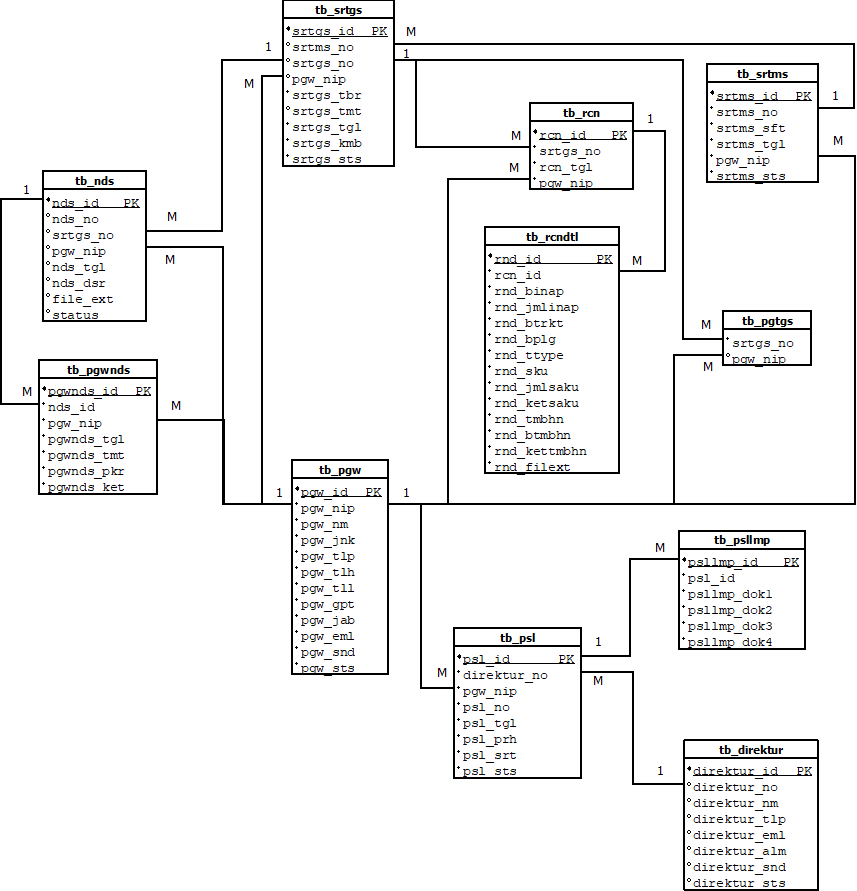 tb_srtgs
srtgs_id PK
srtms_no
srtgs_no
pgw_nip
srtgs_tbr
srtgs_tmt
srtgs_tgl
srtgs_kmb
srtgs_sts
M
1
1
M
tb_srtms
srtms_id PK
srtms_no
srtms_sft
srtms_tgl
pgw_nip
srtms_sts
1
M
tb_rcn
rcn_id PK
srtgs_no
rcn_tgl
pgw_nip
1
M
M
tb_nds
nds_id PK
nds_no
srtgs_no
pgw_nip
nds_tgl
nds_dsr
file_ext
status
1
M
M
tb_rcndtl
rnd_id PK
rcn_id
rnd_binap
rnd_jmlinap
rnd_btrkt
rnd_bplg
rnd_ttype
rnd_sku
rnd_jmlsaku
rnd_ketsaku
rnd_tmbhn
rnd_btmbhn
rnd_kettmbhn
rnd_filext
M
tb_pgtgs
srtgs_no
pgw_nip
M
M
tb_pgwnds
pgwnds_id PK
nds_id
pgw_nip
pgwnds_tgl
pgwnds_tmt
pgwnds_pkr
pgwnds_ket
M
M
tb_pgw
pgw_id PK
pgw_nip
pgw_nm
pgw_jnk
pgw_tlp
pgw_tlh
pgw_tll
pgw_gpt
pgw_jab
pgw_eml
pgw_snd
pgw_sts
1
1
tb_psllmp
psllmp_id PK
psl_id
psllmp_dok1
psllmp_dok2
psllmp_dok3
psllmp_dok4
M
tb_psl
psl_id PK
direktur_no
pgw_nip
psl_no
psl_tgl
psl_prh
psl_srt
psl_sts
1
M
M
tb_direktur
direktur_id PK
direktur_no
direktur_nm
direktur_tlp
direktur_eml
direktur_alm
direktur_snd
direktur_sts
1